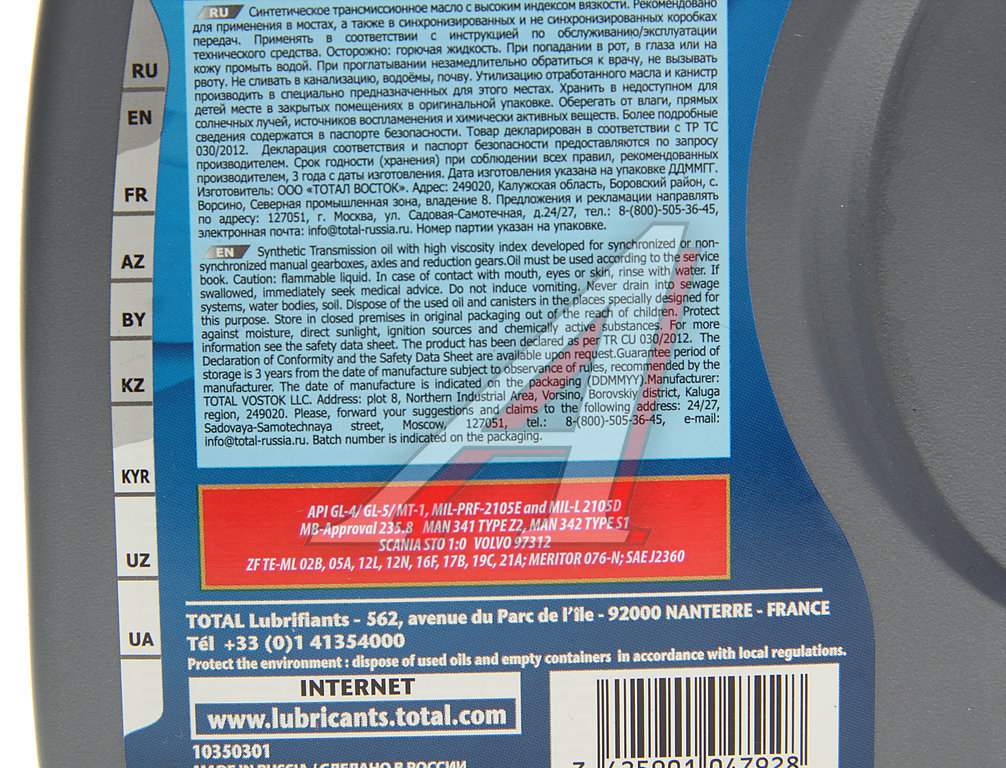 RU Синтетическое трансмиссионное масло с высоким индексом вязкости. Рекомендовано
для применения в мостах, а также в синхронизированных и не синхронизированных коробках
передач. Применять в соответствии с инструкцией по обслуживанию/эксплуатации
технического средства. Осторожно: горючая жидкость. При попадании в рот, в глаза или на
кожу промыть водой. При проглатывании незамедлительно обратиться к врачу, не вызывать
рвоту. Не сливать в канализацию, водоёмы, почву. Утилизацию отработанного масла и канистр
производить в специально предназначенных для этого местах. Хранить в недоступном для
детей месте в закрытых помещениях в оригинальной упаковке. Оберегать от влаги, прямых
солнечных лучей, источников воспламенения и химически активных веществ. Более подробные
сведения содержатся в паспорте безопасности. Товар декларирован в соответствии с ТР ТС
030/2012. Декларация соответствия и паспорт безопасности предоставляются по запросу
производителем. Срок годности (хранения) при соблюдении всех правил, рекомендованных
производителем, 3 года с даты изготовления. Дата изготовления указана на упаковке ДДММГГ.
Изготовитель: ООО «ТОТАЛ ВОСТОК». Адрес: 249020, Калужская область, Боровский район, с.
Ворсино, Северная промышленная зона, владение 8. Предложения и рекламации направлять
по адресу: 127051, г. Москва, ул. Садовая-Самотечная, д.24/27, тел.: 8-(800)-505-36-45,
электронная почта: info@total-russia.ru. Номер партии указан на упаковке.
EN Synthetic Transmission oil with high viscosity index developed for synchronized or non-
synchronized manual gearboxes, axles and reduction gears.Oil must be used according to the service
book. Caution: flammable liquid. In case of contact with mouth, eyes or skin, rinse with water. If
swallowed, immediately seek medical advice. Do not induce vomiting. Never drain into sewage
systems, water bodies, soil. Dispose of the used oil and canisters in the places specially designed for
this purpose. Store in closed premises in original packaging out of the reach of children. Protect
against moisture, direct sunlight, ignition sources and chemically active substances. For more
information see the safety data sheet. The product has been declared as per TR CU 030/2012. The
Declaration of Conformity and the Safety Data Sheet are available upon request.Guarantee period of
storage is 3 years from the date of manufacture subject to observance of rules, recommended by the
manufacturer. The date of manufacture is indicated on the packaging (DDMMYY).Manufacturer:
TOTAL VOSTOK LLC. Address: plot 8, Northern Industrial Area, Vorsino, Borovskiy district, Kaluga
region, 249020. Please, forward your suggestions and claims to the following address: 24/27,
Sadovaya-Samotechnaya street, Moscow, 127051, tel.: 8-(800)-505-36-45, e-mail:
info@total-russia.ru. Batch number is indicated on the packaging.
RU
EN
FR
AZ
BY
KZ
KYR
UZ
UA
API GL-4/ GL-5/ MT-1, MIL-PRF-2105E and MIL-L 2105D
MB-Approval 235.8 MAN 341 TYPE Z2, MAN 342 TYPE S1
SCANIA STO 1:0 VOLVO 97312
ZF TE-ML 02B, 05A, 12L, 12N, 16F, 17B, 19C, 21A; MERITOR 076-N; SAE J2360
TOTAL Lubrifiants - 562, avenue du Parc de l'île - 92000 NANTERRE - FRANCE
Tél +33 (0)1 41354000
Protect the environment : dispose of used oils and empty containers in accordance with local regulations.
INTERNET
www.lubricants.total.com
10350301
MADE IN RUSSIA / СДЕЛАНО В РОССИИ
3 425901 047928